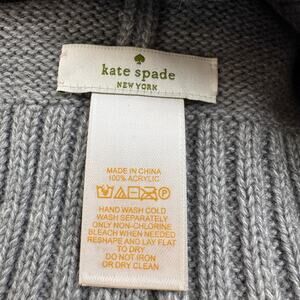 kate spade
NEW YORK
MADE IN CHINA
100% ACRYLIC
HAND WASH COLD
WASH SEPARATELY
ONLY NON-CHLORINE
BLEACH WHEN NEEDED
RESHAPE AND LAY FLAT
TO DRY
DO NOT IRON
OR DRY CLEAN